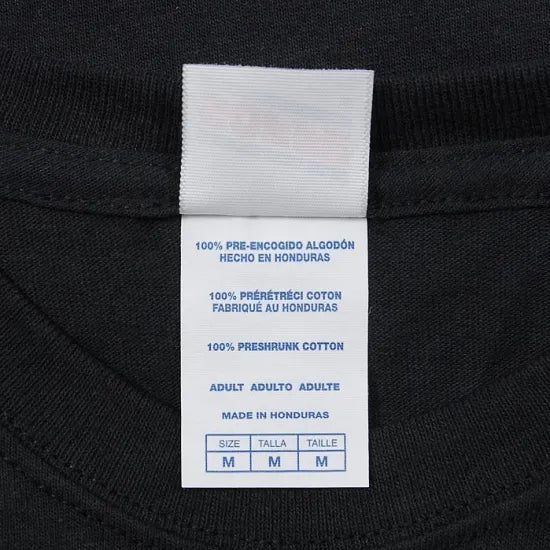 100% PRE-ENCOGIDO ALGODÓN
HECHO EN HONDURAS
100% PRÉRÉTRÉCI COTON
FABRIQUÉ AU HONDURAS
100% PRESHRUNK COTTON
ADULT ADULTO ADULTE
MADE IN HONDURAS
SIZE TALLA TAILLE
M M M